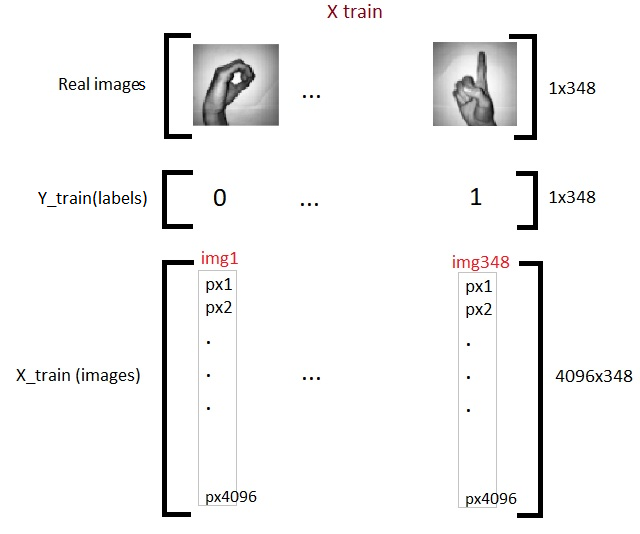 X train
Real images ... 1x348
Y_train(labels) 0 ... 1 1x348
img1 img348
px1 px1
px2 px2
. .
X_train (images) . ... . 4096x348
. .
px4096 px4096